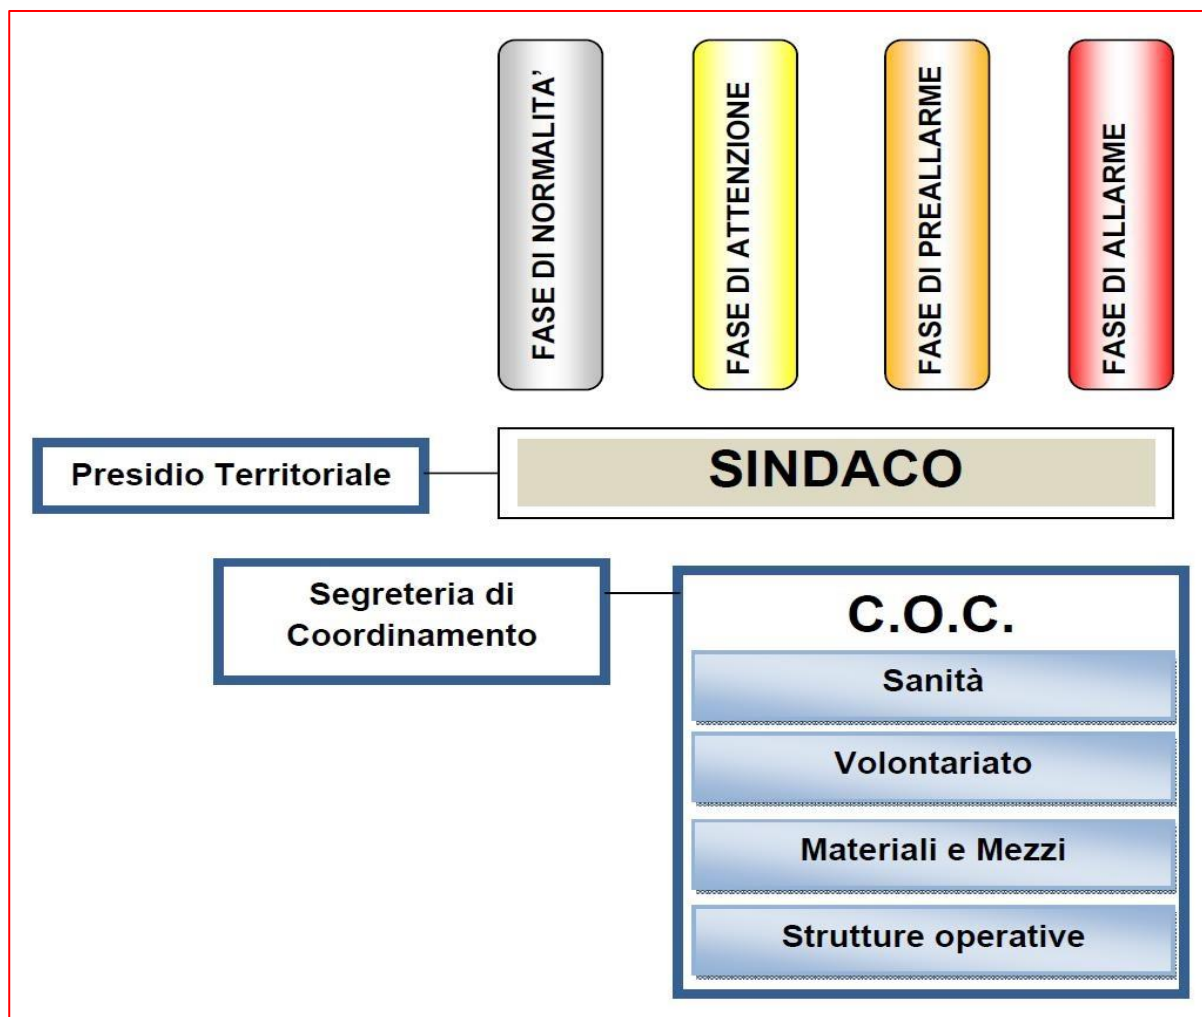 FASE DI NORMALITA’
FASE DI ATTENZIONE
FASE DI PREALLARME
FASE DI ALLARME
Presidio Territoriale
SINDACO
Segreteria di
Coordinamento
C.O.C.
Sanità
Volontariato
Materiali e Mezzi
Strutture operative